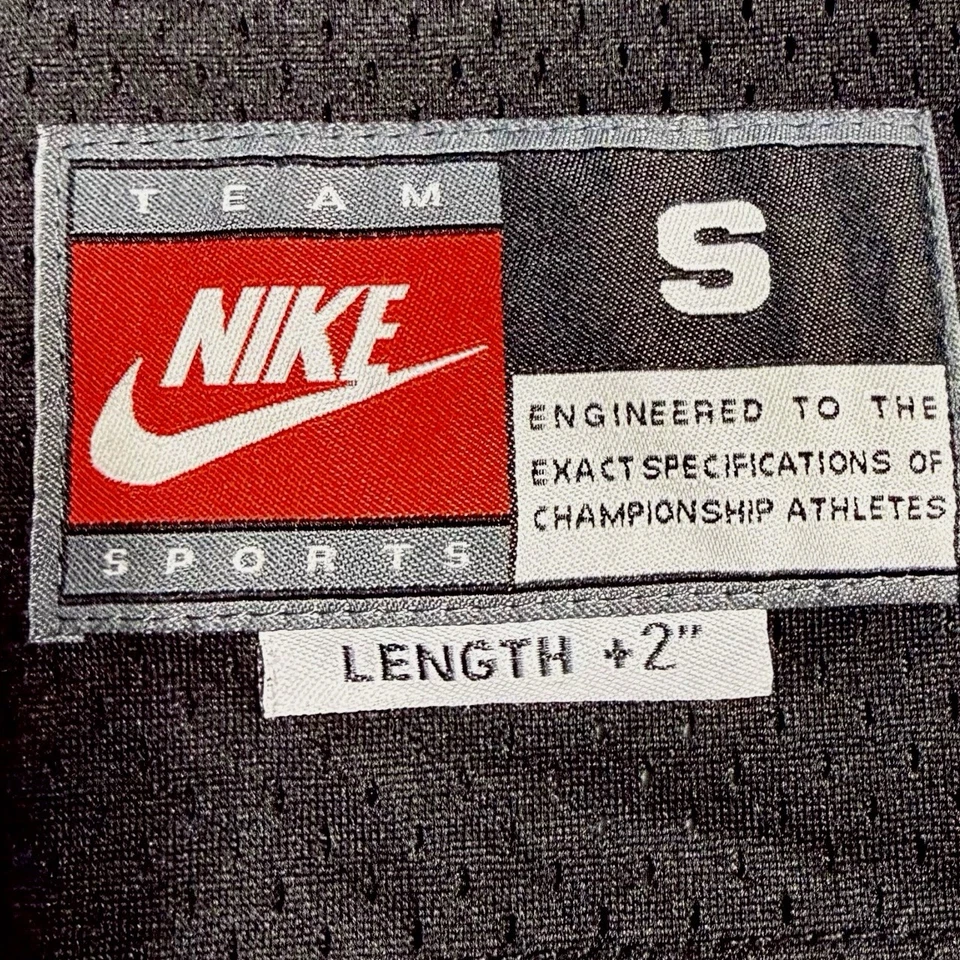 TEAM
NIKE
SPORTS
S
ENGINEERED TO THE
EXACT SPECIFICATIONS OF
CHAMPIONSHIP ATHLETES
LENGTH +2"